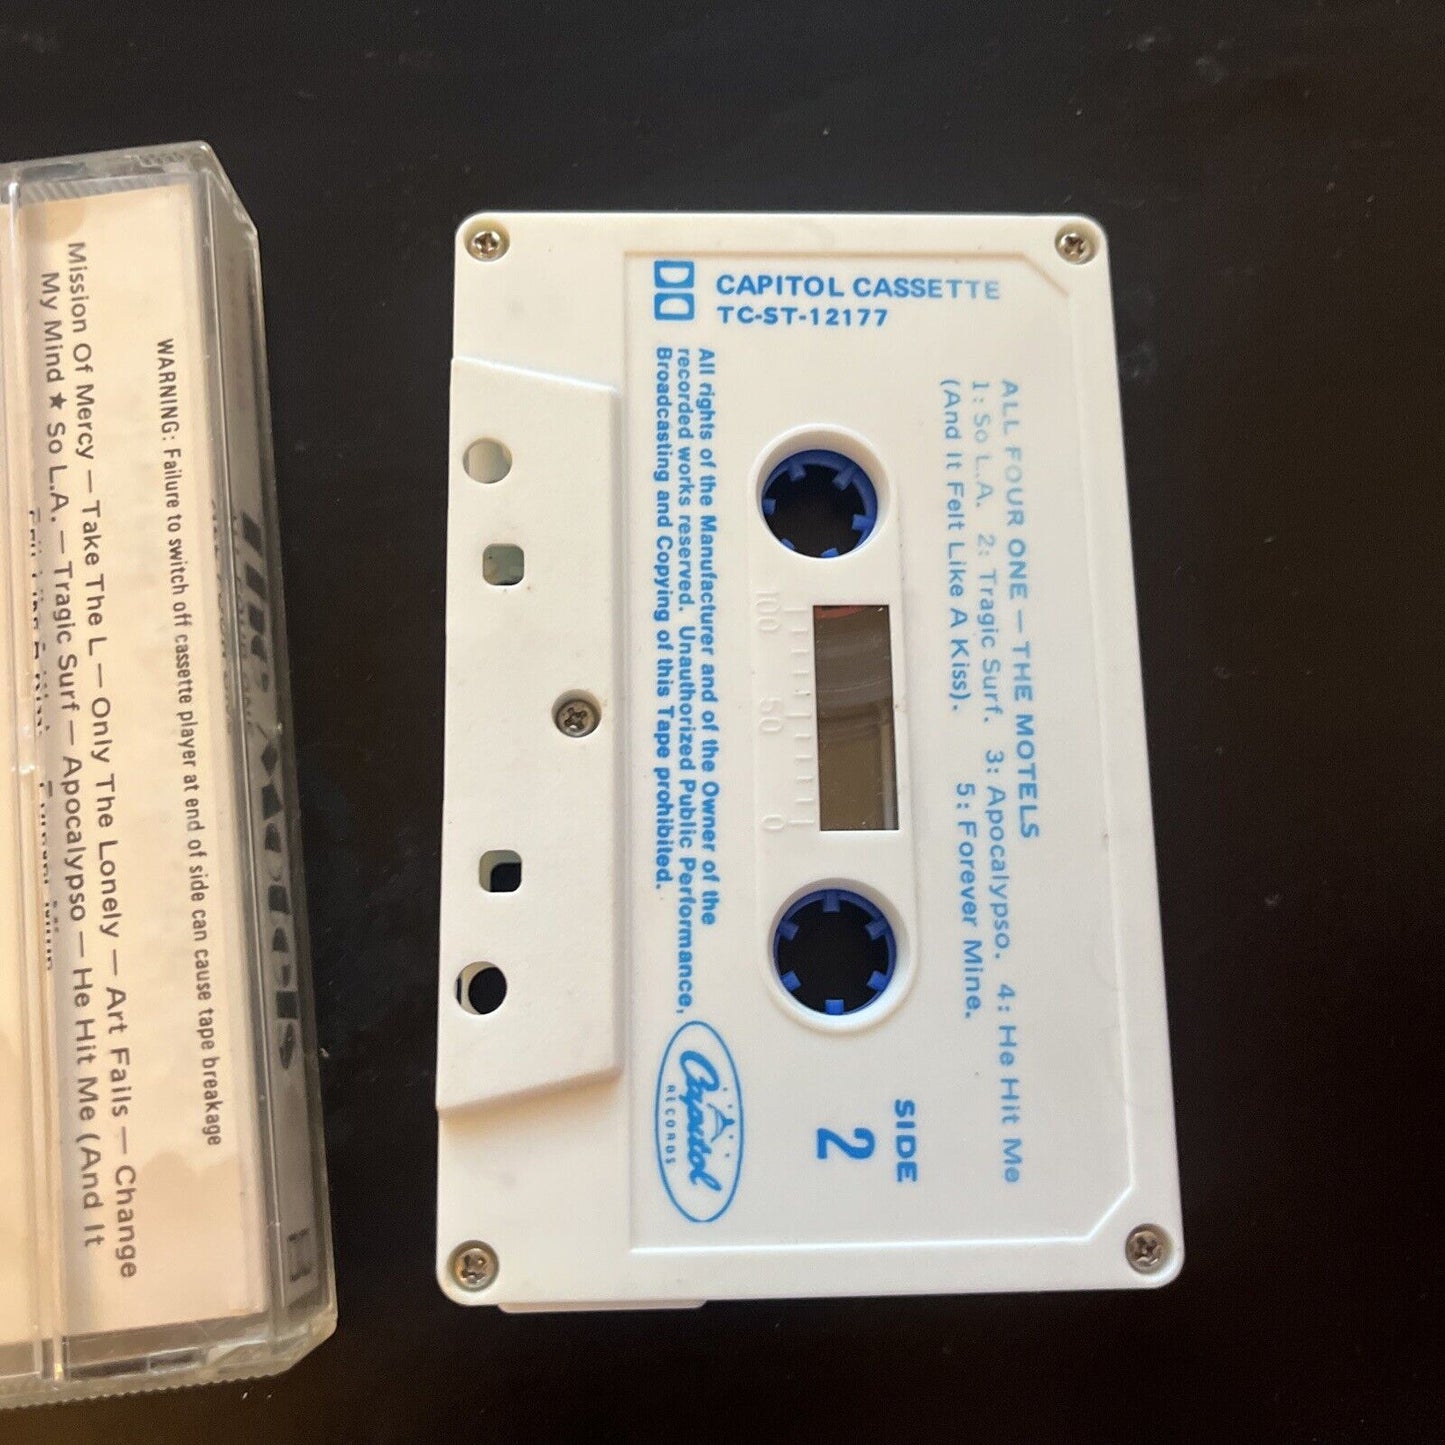 WARNING: Failure to switch off cassette player at end of side can cause tape breakage
Mission Of Mercy — Take The L — Only The Lonely — Art Fails — Change
My Mind ★ So L.A. — Tragic Surf — Apocalypso — He Hit Me (And It
CAPITOL CASSETTE
TC-ST-12177
ALL FOUR ONE — THE MOTELS
1: So L.A. 2: Tragic Surf. 3: Apocalypso. 4: He Hit Me
(And It Felt Like A Kiss). 5: Forever Mine.
SIDE
2
100 50 0
All rights of the Manufacturer and of the Owner of the
recorded works reserved. Unauthorized Public Performance,
Broadcasting and Copying of this Tape prohibited.
Capitol
RECORDS